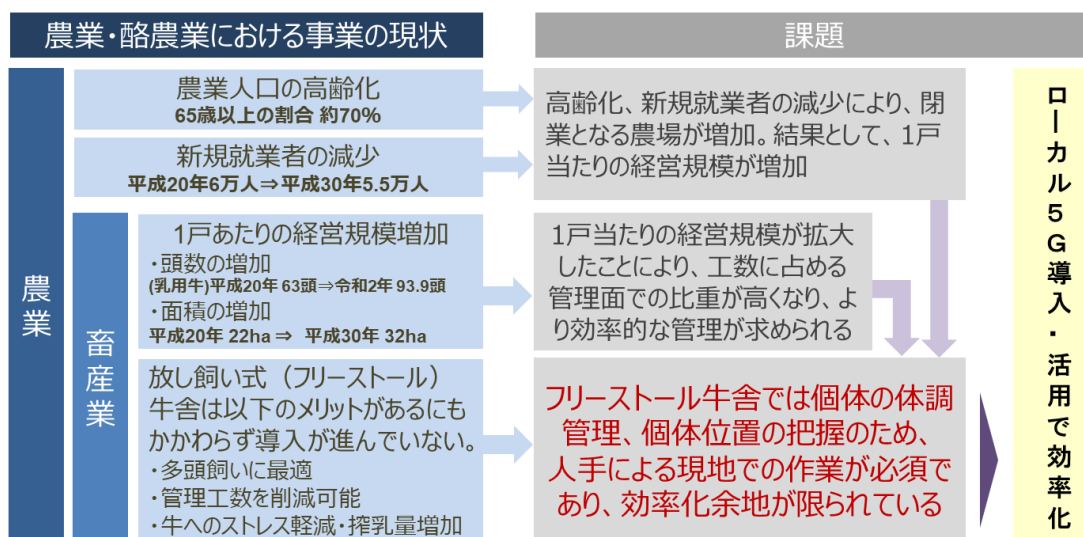 農業・酪農業における事業の現状
課題
農業
農業人口の高齢化
65歳以上の割合 約70%
新規就業者の減少
平成20年6万人⇒平成30年5.5万人
高齢化、新規就業者の減少により、閉
業となる農場が増加。結果として、1戸
当たりの経営規模が増加
畜産業
1戸あたりの経営規模増加
・頭数の増加
(乳用牛)平成20年 63頭⇒令和2年 93.9頭
・面積の増加
平成20年 22ha ⇒ 平成30年 32ha
1戸当たりの経営規模が拡大
したことにより、工数に占める
管理面での比重が高くなり、よ
り効率的な管理が求められる
放し飼い式（フリーストール）
牛舎は以下のメリットがあるにも
かかわらず導入が進んでいない。
・多頭飼いに最適
・管理工数を削減可能
・牛へのストレス軽減・搾乳量増加
フリーストール牛舎では個体の体調
管理、個体位置の把握のため、
人手による現地での作業が必須で
あり、効率化余地が限られている
ローカル5G導入・活用で効率化